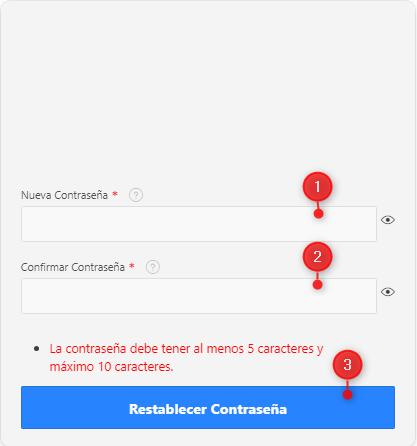 Nueva Contraseña * ?
1
Confirmar Contraseña * ?
2
• La contraseña debe tener al menos 5 caracteres y
máximo 10 caracteres.
3
Restablecer Contraseña